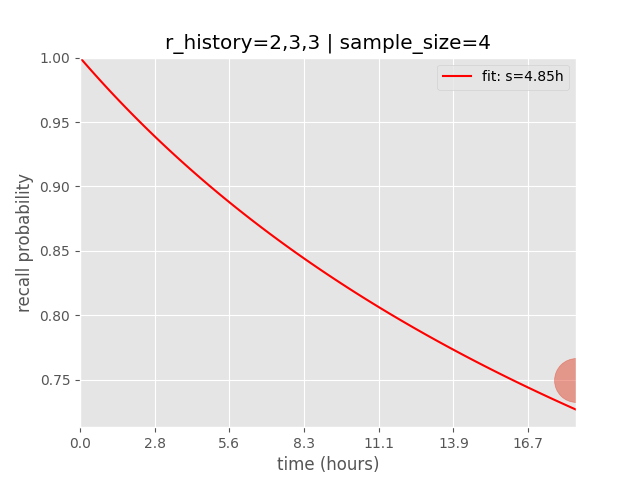 r_history=2,3,3 | sample_size=4
fit: s=4.85h
recall probability
1.00
0.95
0.90
0.85
0.80
0.75
0.0 2.8 5.6 8.3 11.1 13.9 16.7
time (hours)